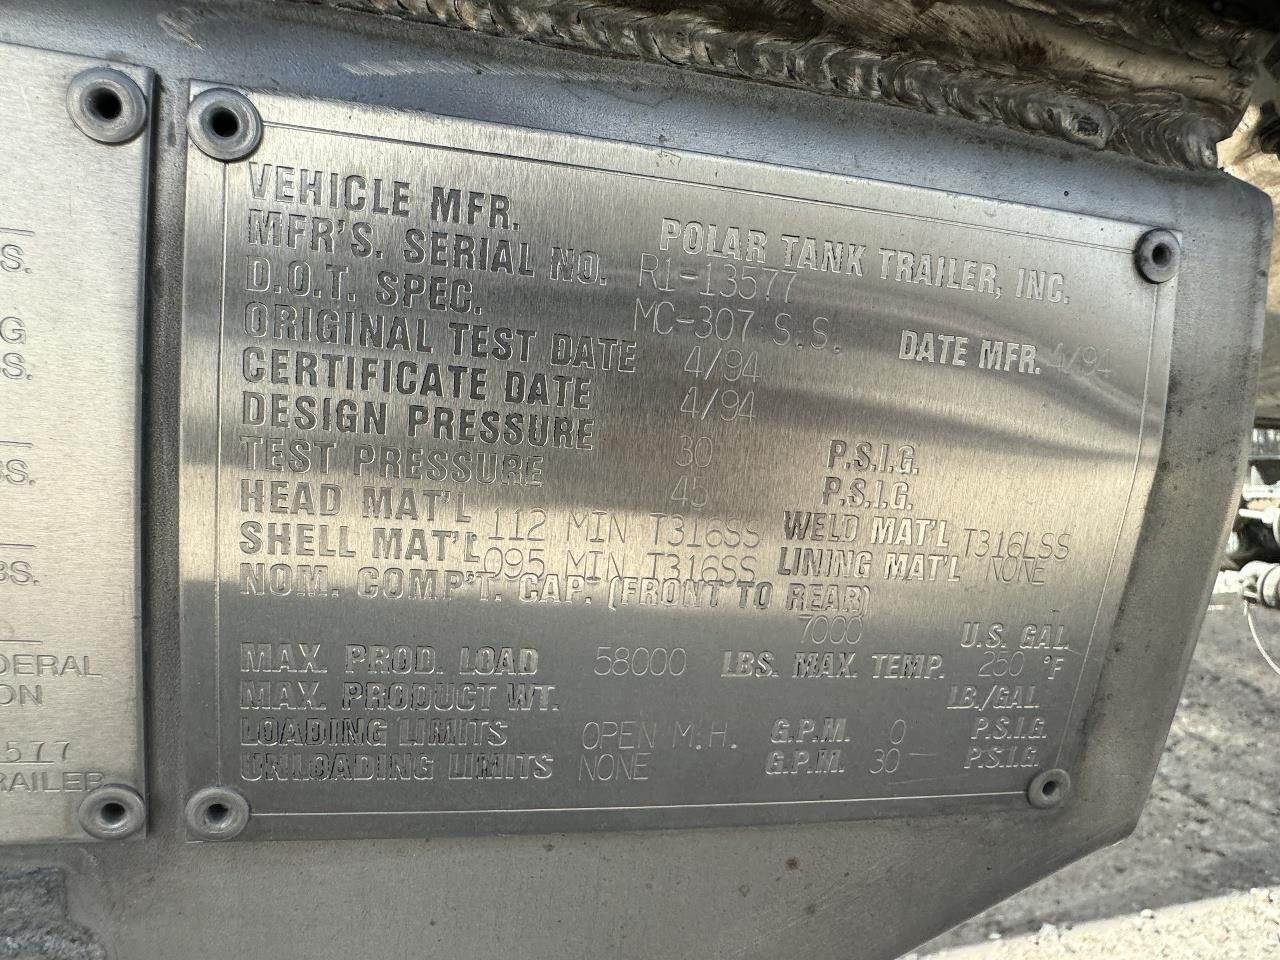 S.
G
S.
BS.
BS.
DERAL
ON
577
RAILER
VEHICLE MFR. POLAR TANK TRAILER, INC.
MFR'S. SERIAL NO. R1-13577
D.O.T. SPEC. MC-307 S.S. DATE MFR. 4/94
ORIGINAL TEST DATE 4/94
CERTIFICATE DATE 4/94
DESIGN PRESSURE 30 P.S.I.G.
TEST PRESSURE 45 P.S.I.G.
HEAD MAT'L .112 MIN T316SS WELD MAT'L T316LSS
SHELL MAT'L .095 MIN T316SS LINING MAT'L NONE
NOM. COMP'T. CAP. (FRONT TO REAR)
7000 U.S. GAL.
MAX. PROD. LOAD 58000 LBS. MAX. TEMP. 250 °F
MAX. PRODUCT WT. LB./GAL
LOADING LIMITS OPEN M.H. G.P.M. 0 P.S.I.G.
UNLOADING LIMITS NONE G.P.M. 30 P.S.I.G.